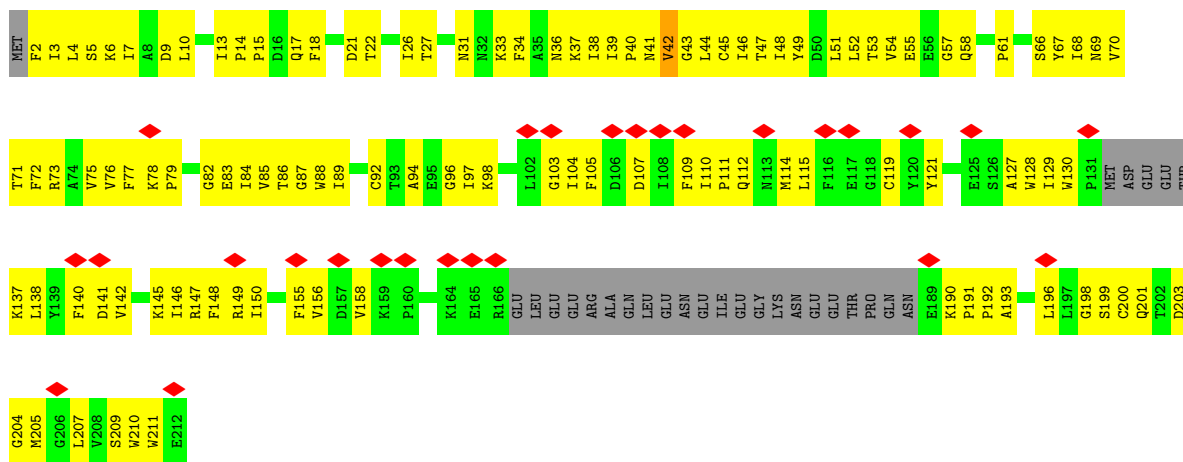 MET F2 I3 L4 S5 K6 I7 A8 D9 L10 I13 P14 P15 D16 Q17 F18 D21 T22 I26 T27 N31 N32 K33 F34 A35 N36 K37 I38 I39 P40 N41 V42 G43 L44 C45 I46 T47 I48 Y49 D50 L51 L52 T53 V54 E55 E56 G57 Q58 P61 S66 Y67 I68 N69 V70
T71 F72 R73 A74 V75 V76 F77 K78 P79 G82 E83 I84 V85 T86 G87 W88 I89 C92 T93 A94 E95 G96 I97 K98 L102 G103 I104 F105 D106 D107 I108 F109 I110 P111 Q112 N113 M114 L115 F116 E117 G118 C119 Y120 Y121 E125 S126 A127 W128 I129 W130 P131 MET ASP GLU GLU THR
K137 L138 Y139 F140 D141 V142 K145 I146 R147 F148 R149 I150 F155 V156 D157 V158 K159 P160 K164 E165 R166 GLU LEU GLU GLU ARG ALA GLN LEU GLU ASN GLU ILE GLU GLY LYS ASN GLU GLU THR PRO GLN ASN E189 K190 P191 P192 A193 L196 L197 G198 S199 C200 Q201 T202 D203
G204 M205 G206 L207 V208 S209 W210 W211 E212